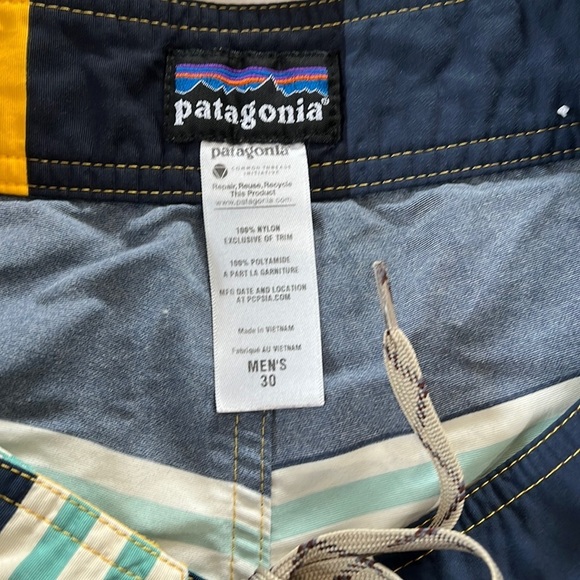 patagonia®
patagonia®
COMMON THREADS
INITIATIVE
Repair, Reuse, Recycle
This Product
www.patagonia.com
100% NYLON
EXCLUSIVE OF TRIM
100% POLYAMIDE
A PART LA GARNITURE
MFG DATE AND LOCATION
AT PCPSIA.COM
Made in VIETNAM
Fabriqué AU VIETNAM
MEN'S
30